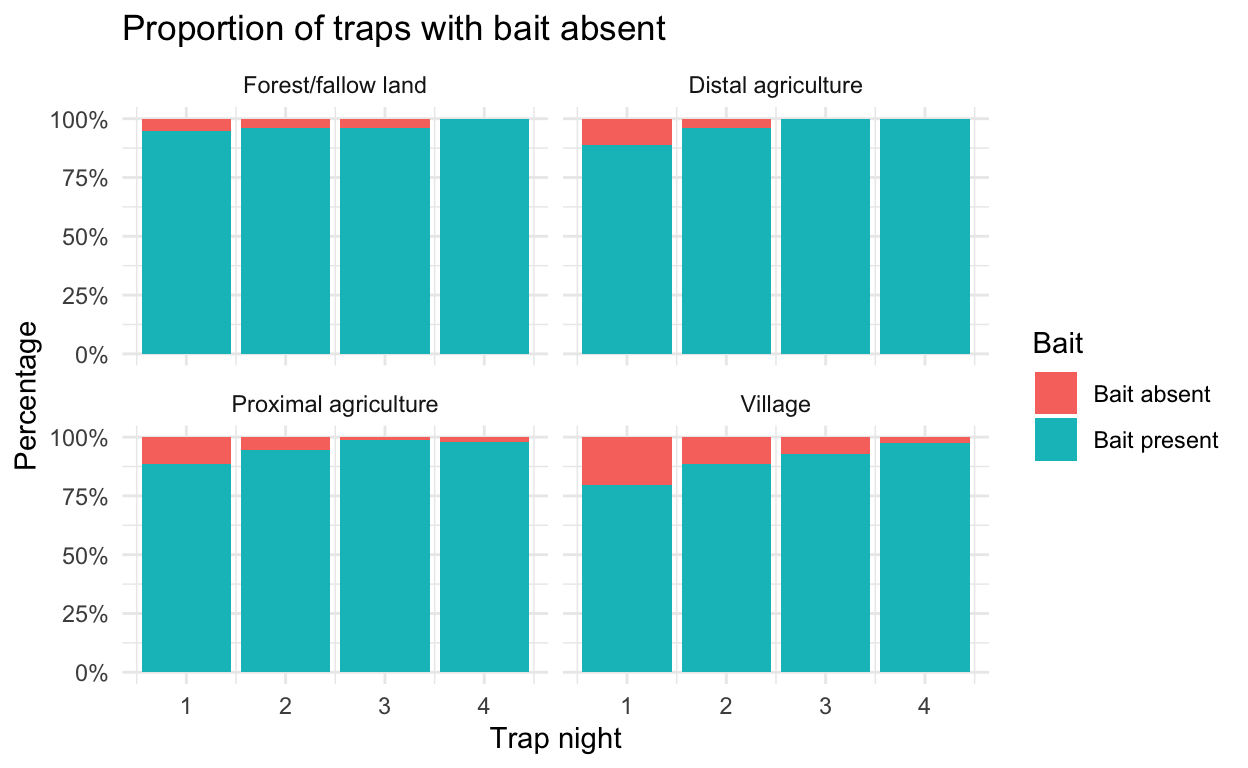 Proportion of traps with bait absent
Forest/fallow land
Distal agriculture
100%
75%
50%
25%
0%
Proximal agriculture
Village
100%
75%
50%
25%
0%
1 2 3 4
1 2 3 4
Trap night
Percentage
Bait
Bait absent
Bait present